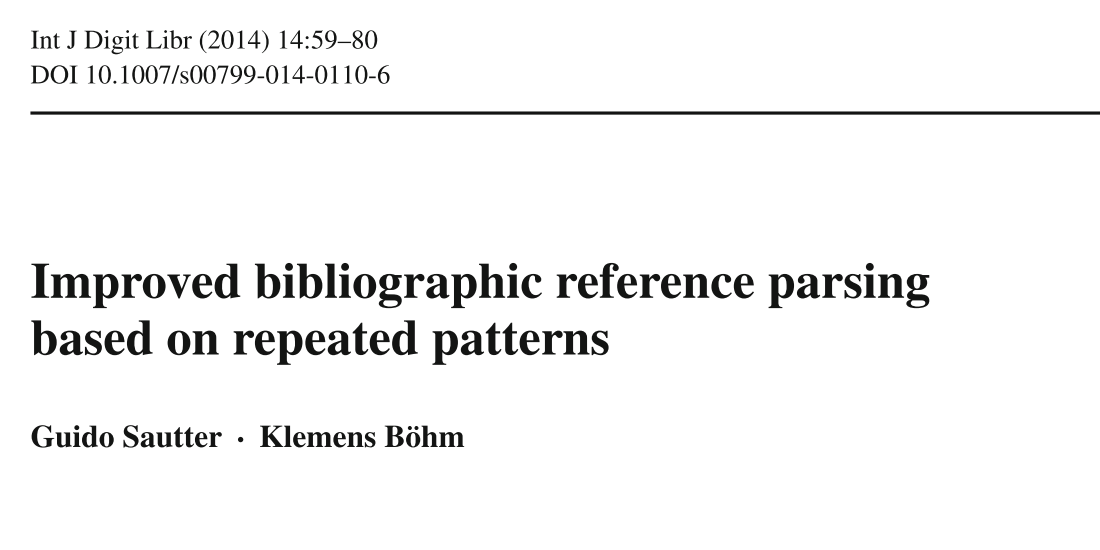 Int J Digit Libr (2014) 14:59–80
DOI 10.1007/s00799-014-0110-6
Improved bibliographic reference parsing
based on repeated patterns
Guido Sautter · Klemens Böhm